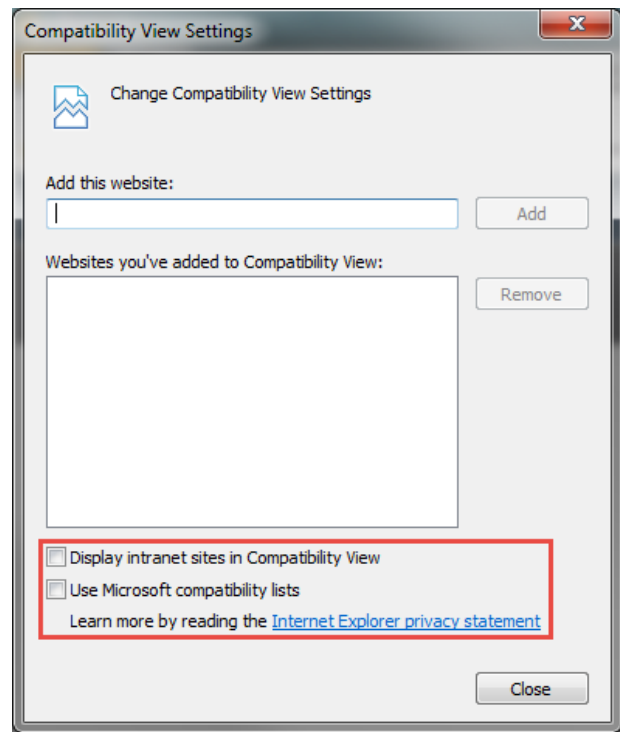 Compatibility View Settings
Change Compatibility View Settings
Add this website:
Add
Websites you've added to Compatibility View:
Remove
Display intranet sites in Compatibility View
Use Microsoft compatibility lists
Learn more by reading the Internet Explorer privacy statement
Close